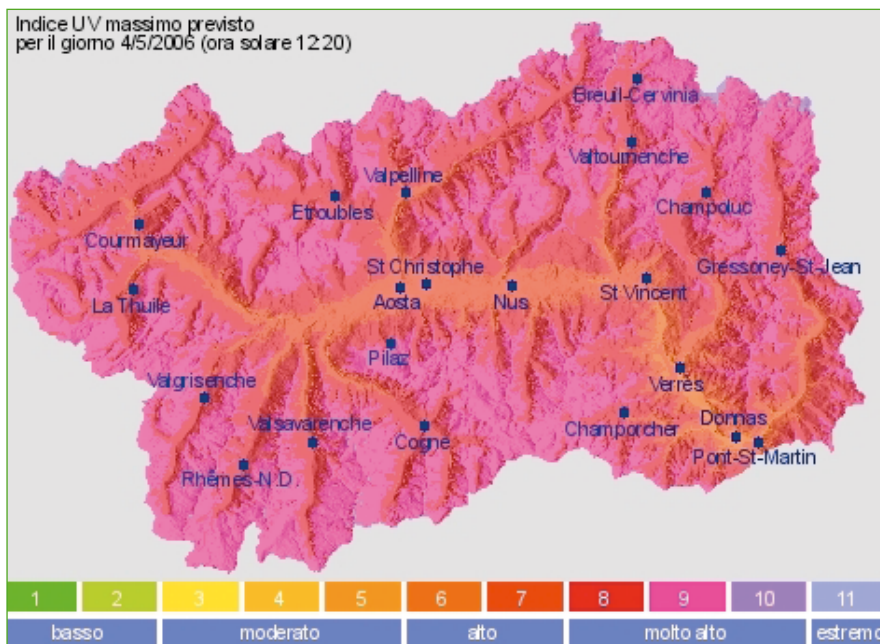 Indice UV massimo previsto
per il giorno 4/5/2006 (ora solare 12:20)
Breuil-Cervinia
Valtournenche
Valpelline
Etroubles
Champoluc
Courmayeur
St Christophe
Gressoney-St-Jean
La Thuile
Aosta
Nus
St Vincent
Pilaz
Valgrisenche
Verrès
Valsavarenche
Cogne
Champorcher
Donnas
Pont-St-Martin
Rhêmes-N.D.
1 2 3 4 5 6 7 8 9 10 11
basso moderato alto molto alto estremo